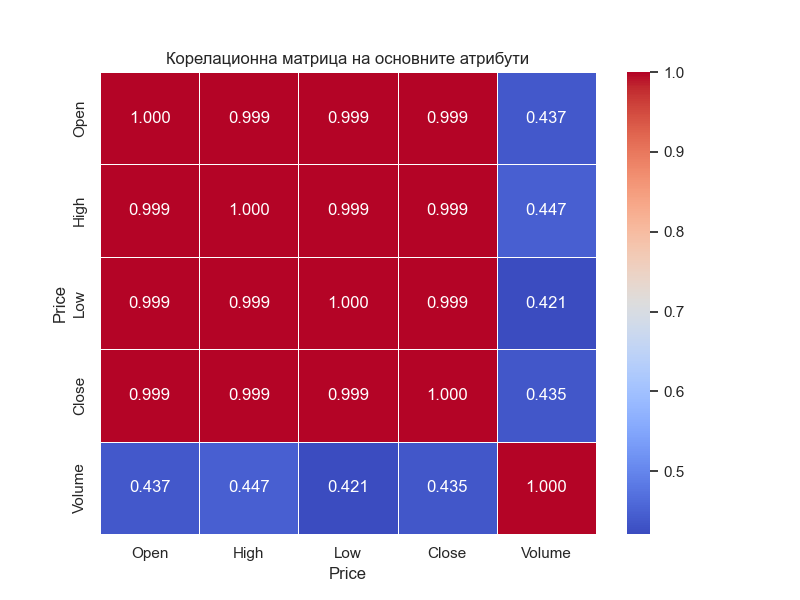 Корелационна матрица на основните атрибути
Open 1.000 0.999 0.999 0.999 0.437
High 0.999 1.000 0.999 0.999 0.447
Low 0.999 0.999 1.000 0.999 0.421
Close 0.999 0.999 0.999 1.000 0.435
Volume 0.437 0.447 0.421 0.435 1.000
Price
Open High Low Close Volume
Price
1.0
0.9
0.8
0.7
0.6
0.5